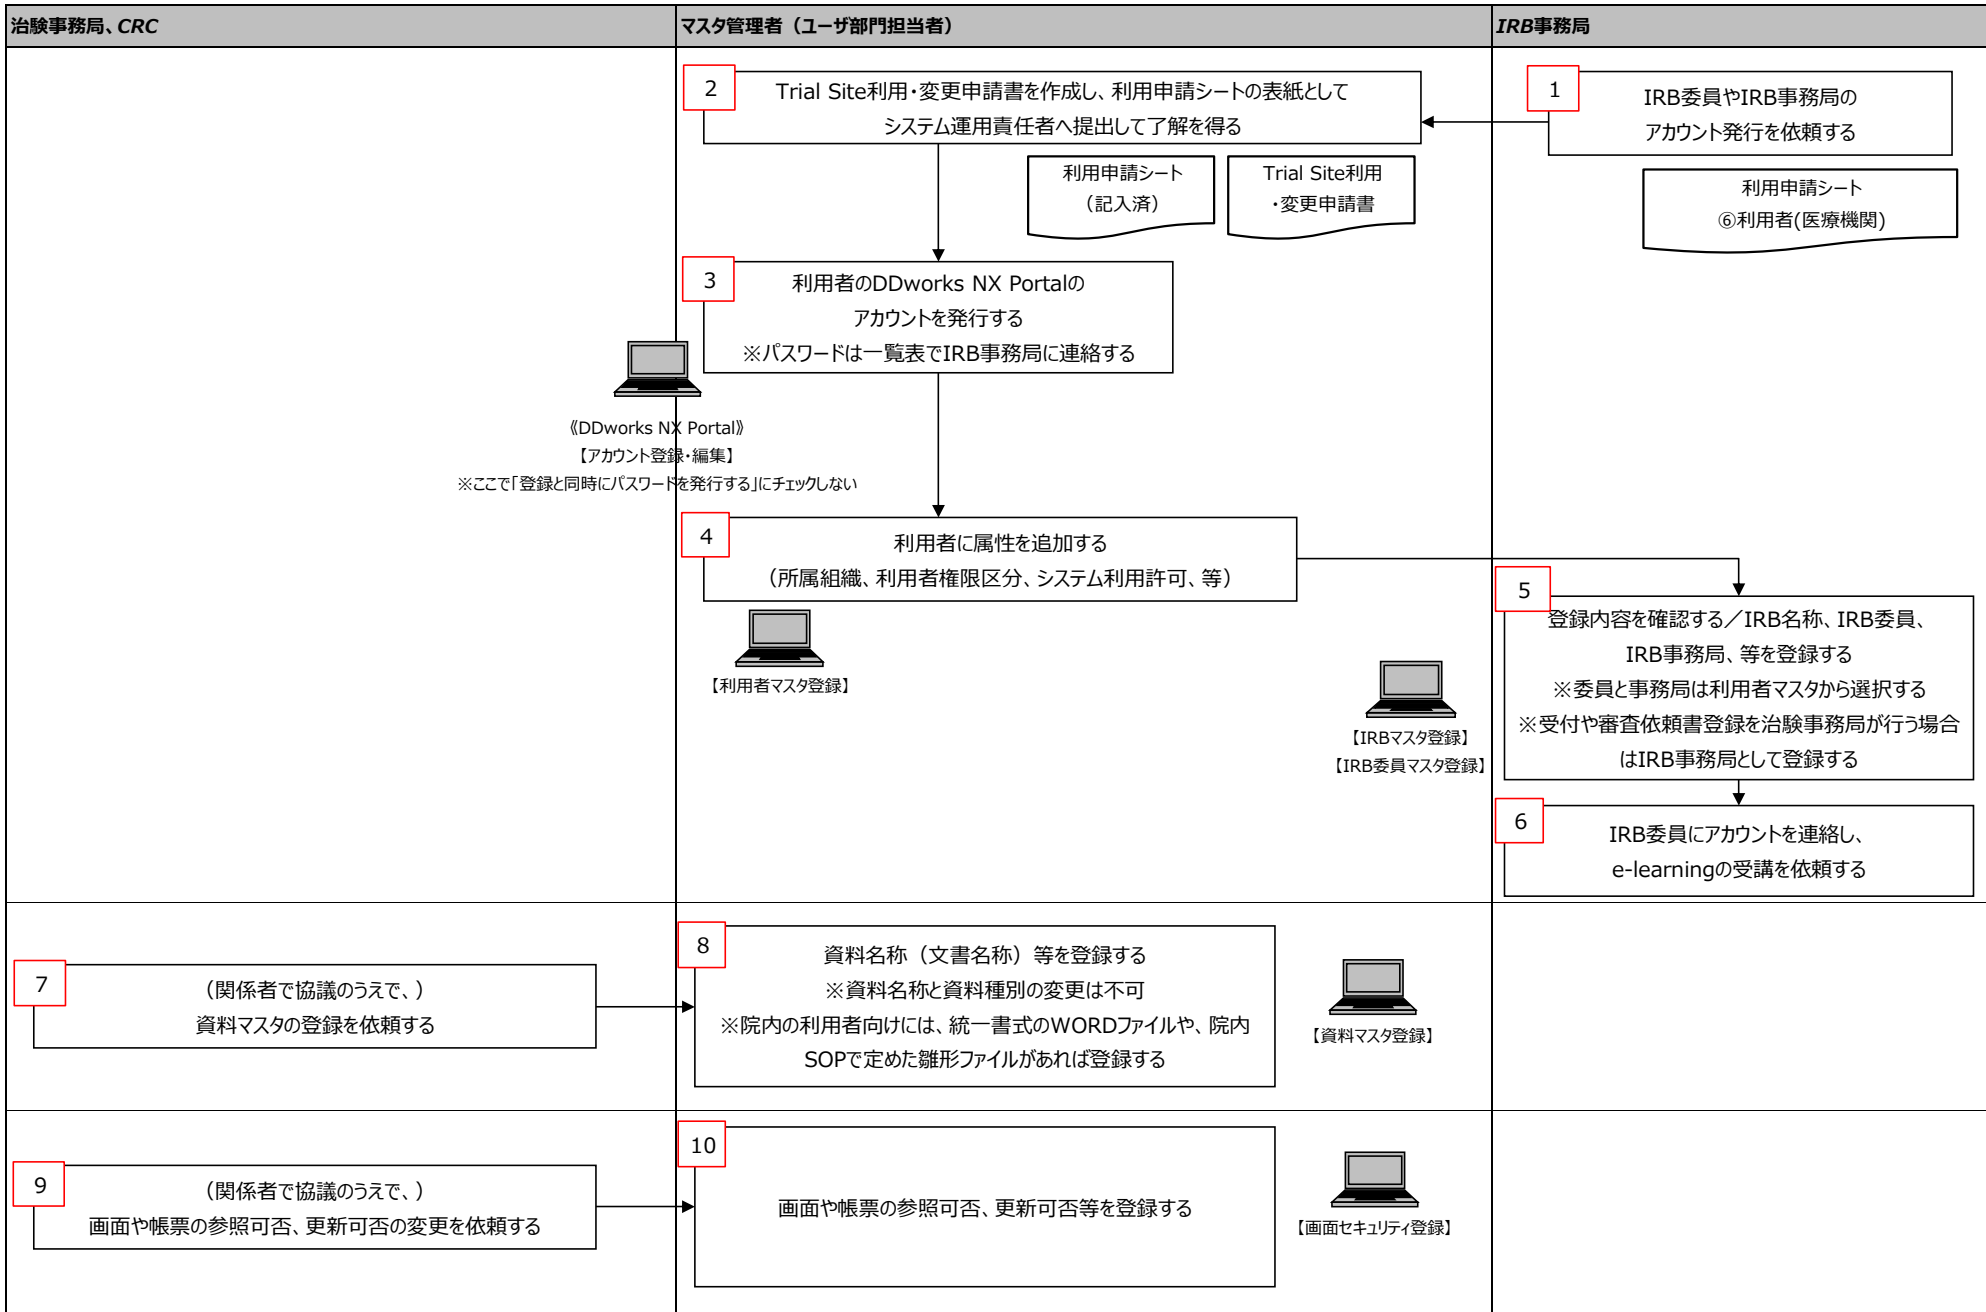 治験事務局、CRC
マスタ管理者（ユーザ部門担当者）
IRB事務局
1
IRB委員やIRB事務局の
アカウント発行を依頼する
利用申請シート
⑥利用者(医療機関)
2
Trial Site利用・変更申請書を作成し、利用申請シートの表紙として
システム運用責任者へ提出して了解を得る
利用申請シート
（記入済）
Trial Site利用
・変更申請書
3
利用者のDDworks NX Portalの
アカウントを発行する
※パスワードは一覧表でIRB事務局に連絡する
《DDworks NX Portal》
【アカウント登録・編集】
※ここで「登録と同時にパスワードを発行する」にチェックしない
4
利用者に属性を追加する
（所属組織、利用者権限区分、システム利用許可、等）
【利用者マスタ登録】
5
登録内容を確認する／IRB名称、IRB委員、
IRB事務局、等を登録する
※委員と事務局は利用者マスタから選択する
※受付や審査依頼書登録を治験事務局が行う場合
はIRB事務局として登録する
【IRBマスタ登録】
【IRB委員マスタ登録】
6
IRB委員にアカウントを連絡し、
e-learningの受講を依頼する
7
（関係者で協議のうえで、）
資料マスタの登録を依頼する
8
資料名称（文書名称）等を登録する
※資料名称と資料種別の変更は不可
※院内の利用者向けには、統一書式のWORDファイルや、院内
SOPで定めた雛形ファイルがあれば登録する
【資料マスタ登録】
9
（関係者で協議のうえで、）
画面や帳票の参照可否、更新可否の変更を依頼する
10
画面や帳票の参照可否、更新可否等を登録する
【画面セキュリティ登録】